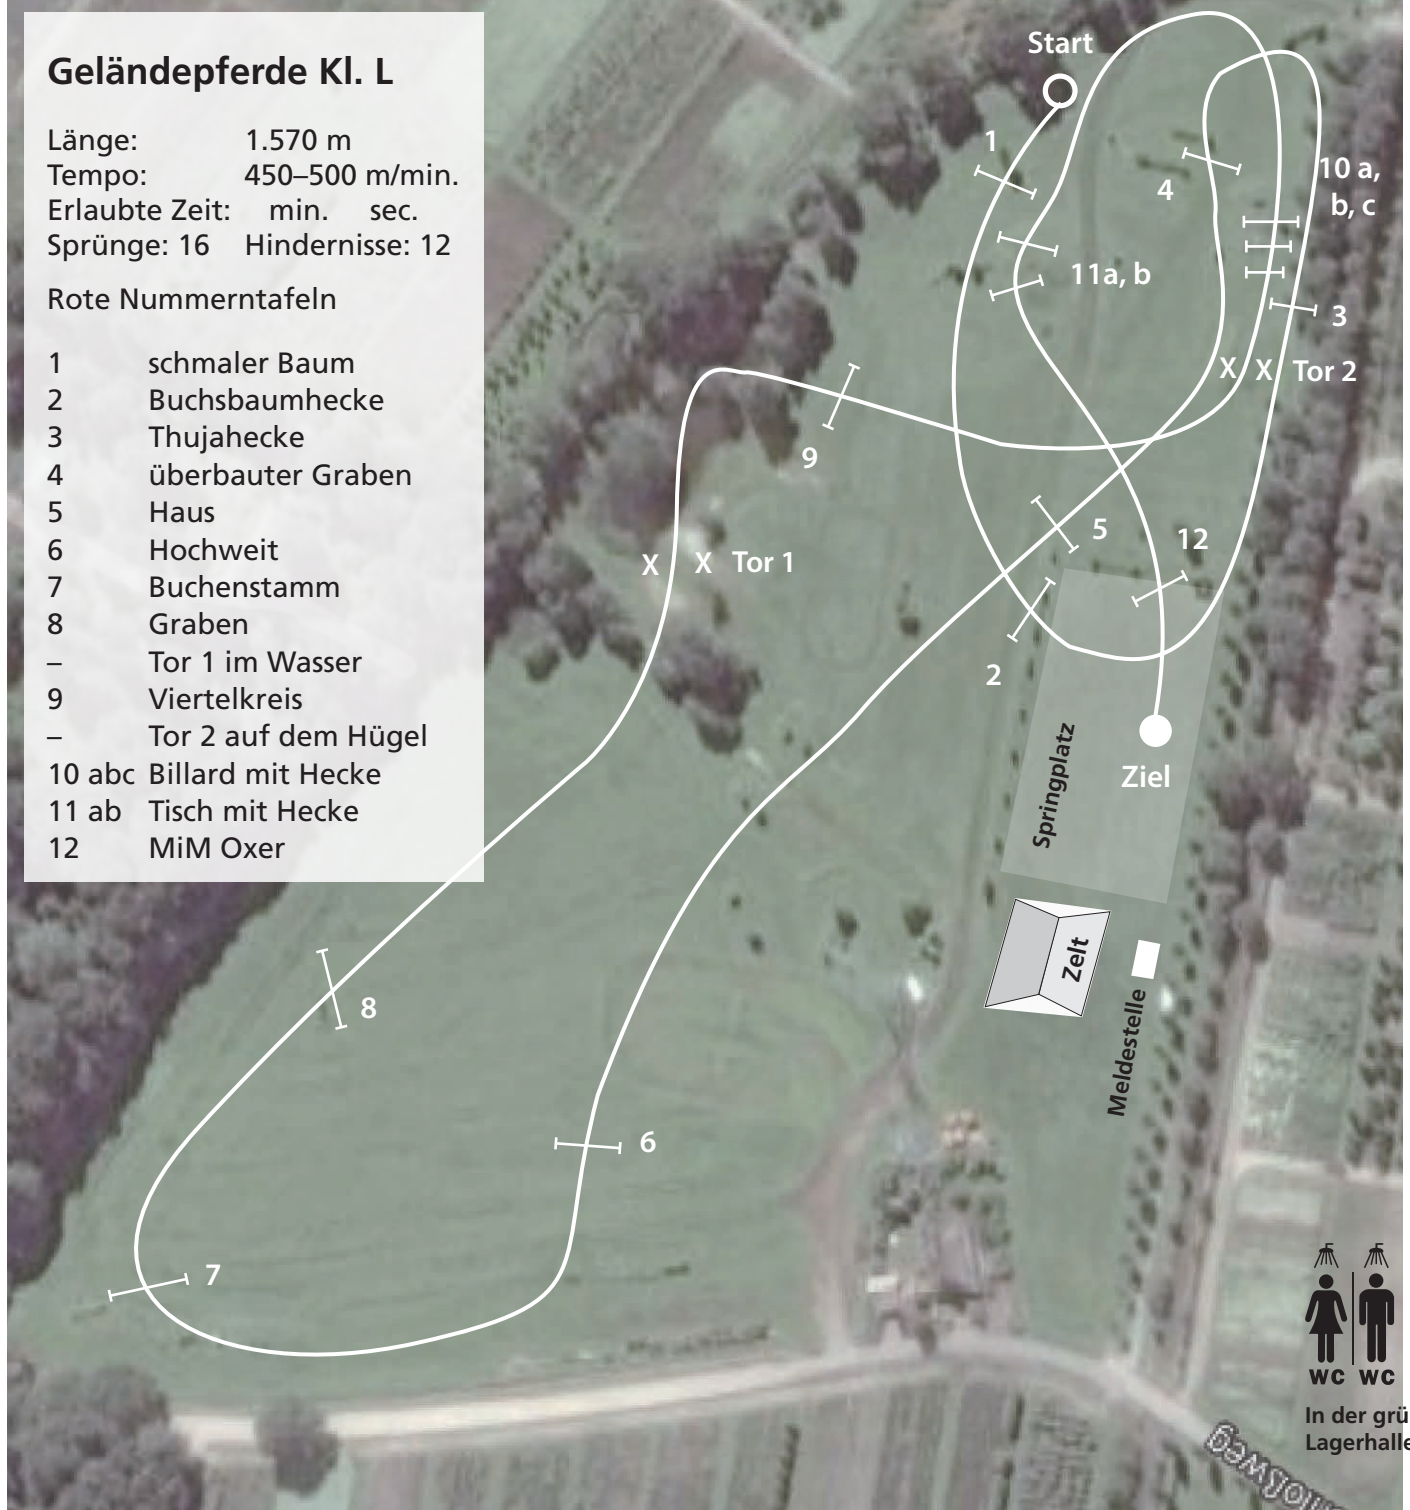 Geländepferde Kl. L
Länge: 1.570 m
Tempo: 450–500 m/min.
Erlaubte Zeit: min. sec.
Sprünge: 16 Hindernisse: 12
Rote Nummerntafeln
1 schmaler Baum
2 Buchsbaumhecke
3 Thujahecke
4 überbauter Graben
5 Haus
6 Hochweit
7 Buchenstamm
8 Graben
– Tor 1 im Wasser
9 Viertelkreis
– Tor 2 auf dem Hügel
10 abc Billard mit Hecke
11 ab Tisch mit Hecke
12 MiM Oxer
Start
1
4
10 a,
b, c
11a, b
3
X X Tor 2
9
5
12
X X Tor 1
2
Springplatz
Ziel
Zelt
Meldestelle
8
6
7
WC WC
In der grü
Lagerhalle